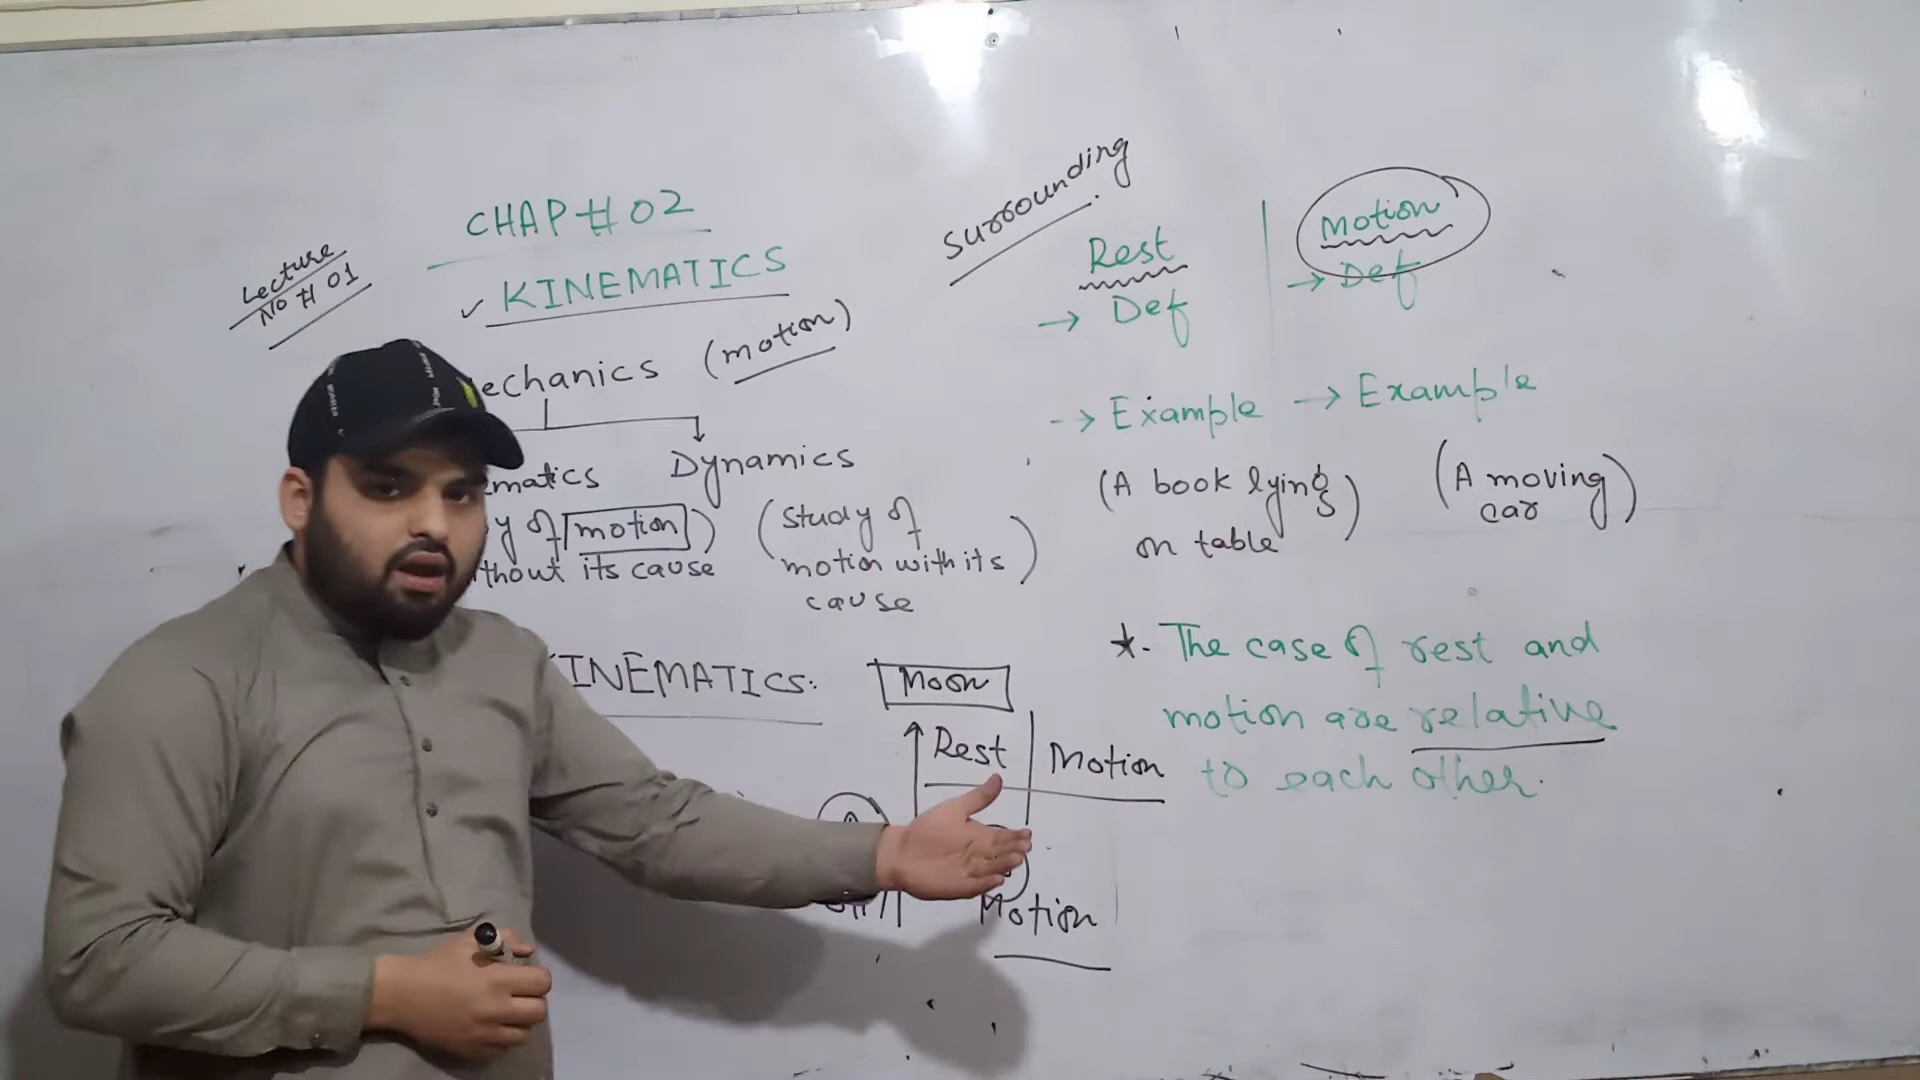 Lecture
No # 01
CHAP # 02
KINEMATICS
echanics (motion)
matics
Dynamics
y of motion)
thout its cause
(Study of
motion with its)
cause
INEMATICS:
Moon
Rest
Motion
Motion
Surrounding
Rest
→ Def
Motion
→ Def
→ Example
→ Example
(A book lying)
on table
(A moving
car)
*. The case of rest and
motion are relative
to each other.